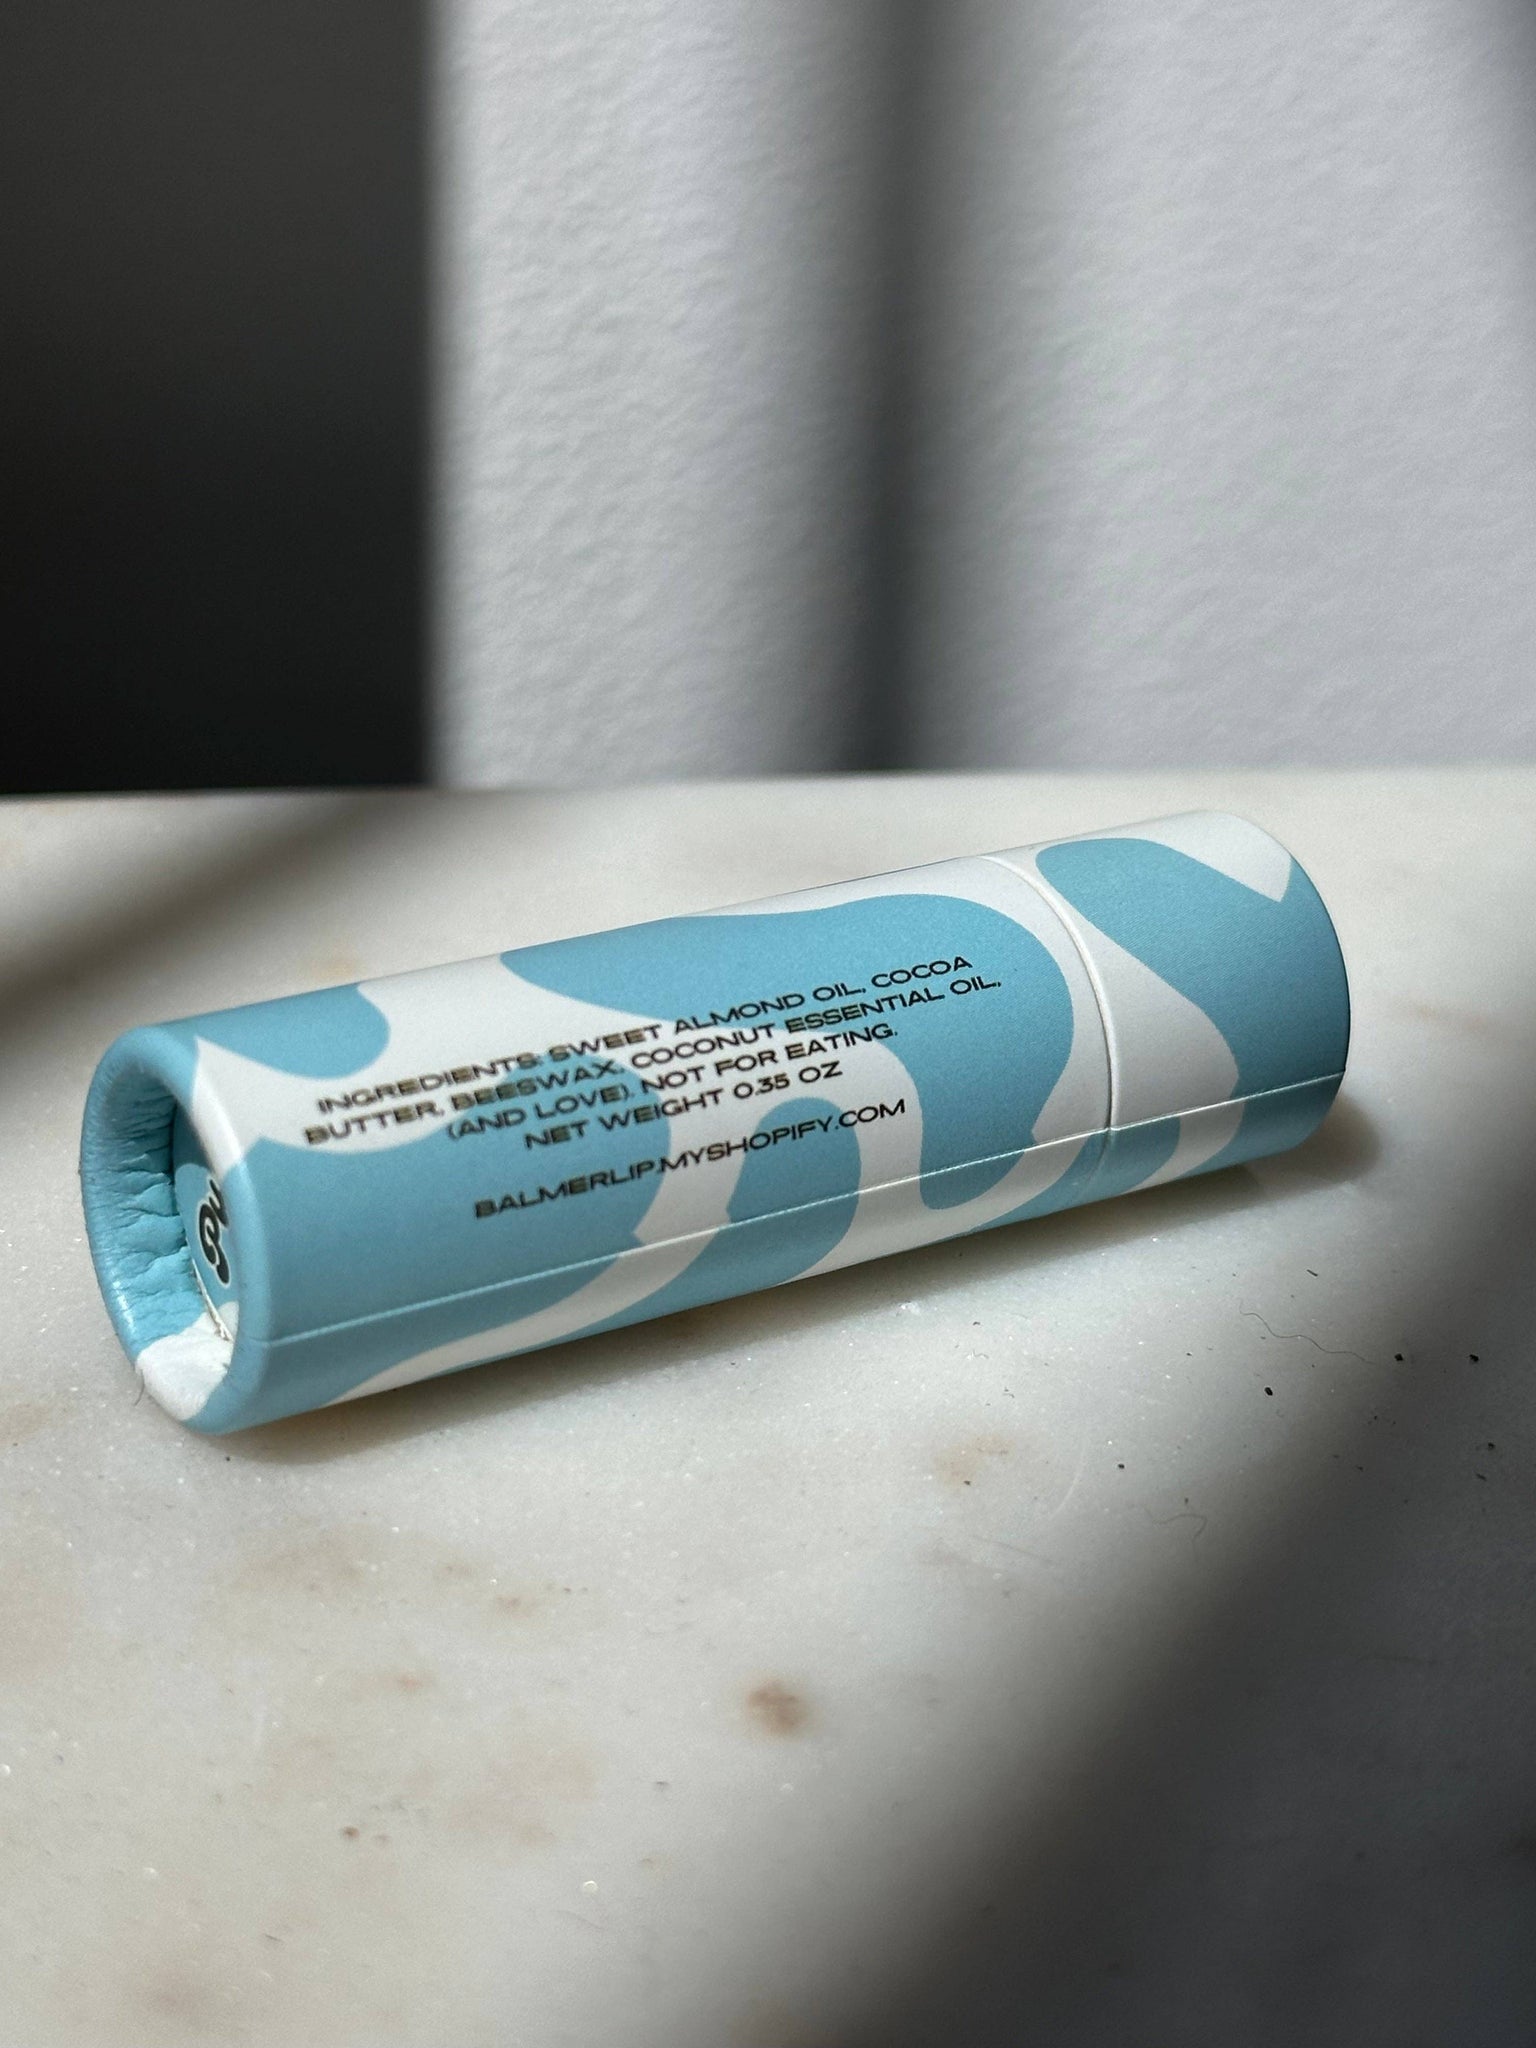 INGREDIENTS: SWEET ALMOND OIL, COCOA
BUTTER, BEESWAX, COCONUT ESSENTIAL OIL,
(AND LOVE). NOT FOR EATING.
NET WEIGHT 0.35 OZ
BALMERLIP.MYSHOPIFY.COM